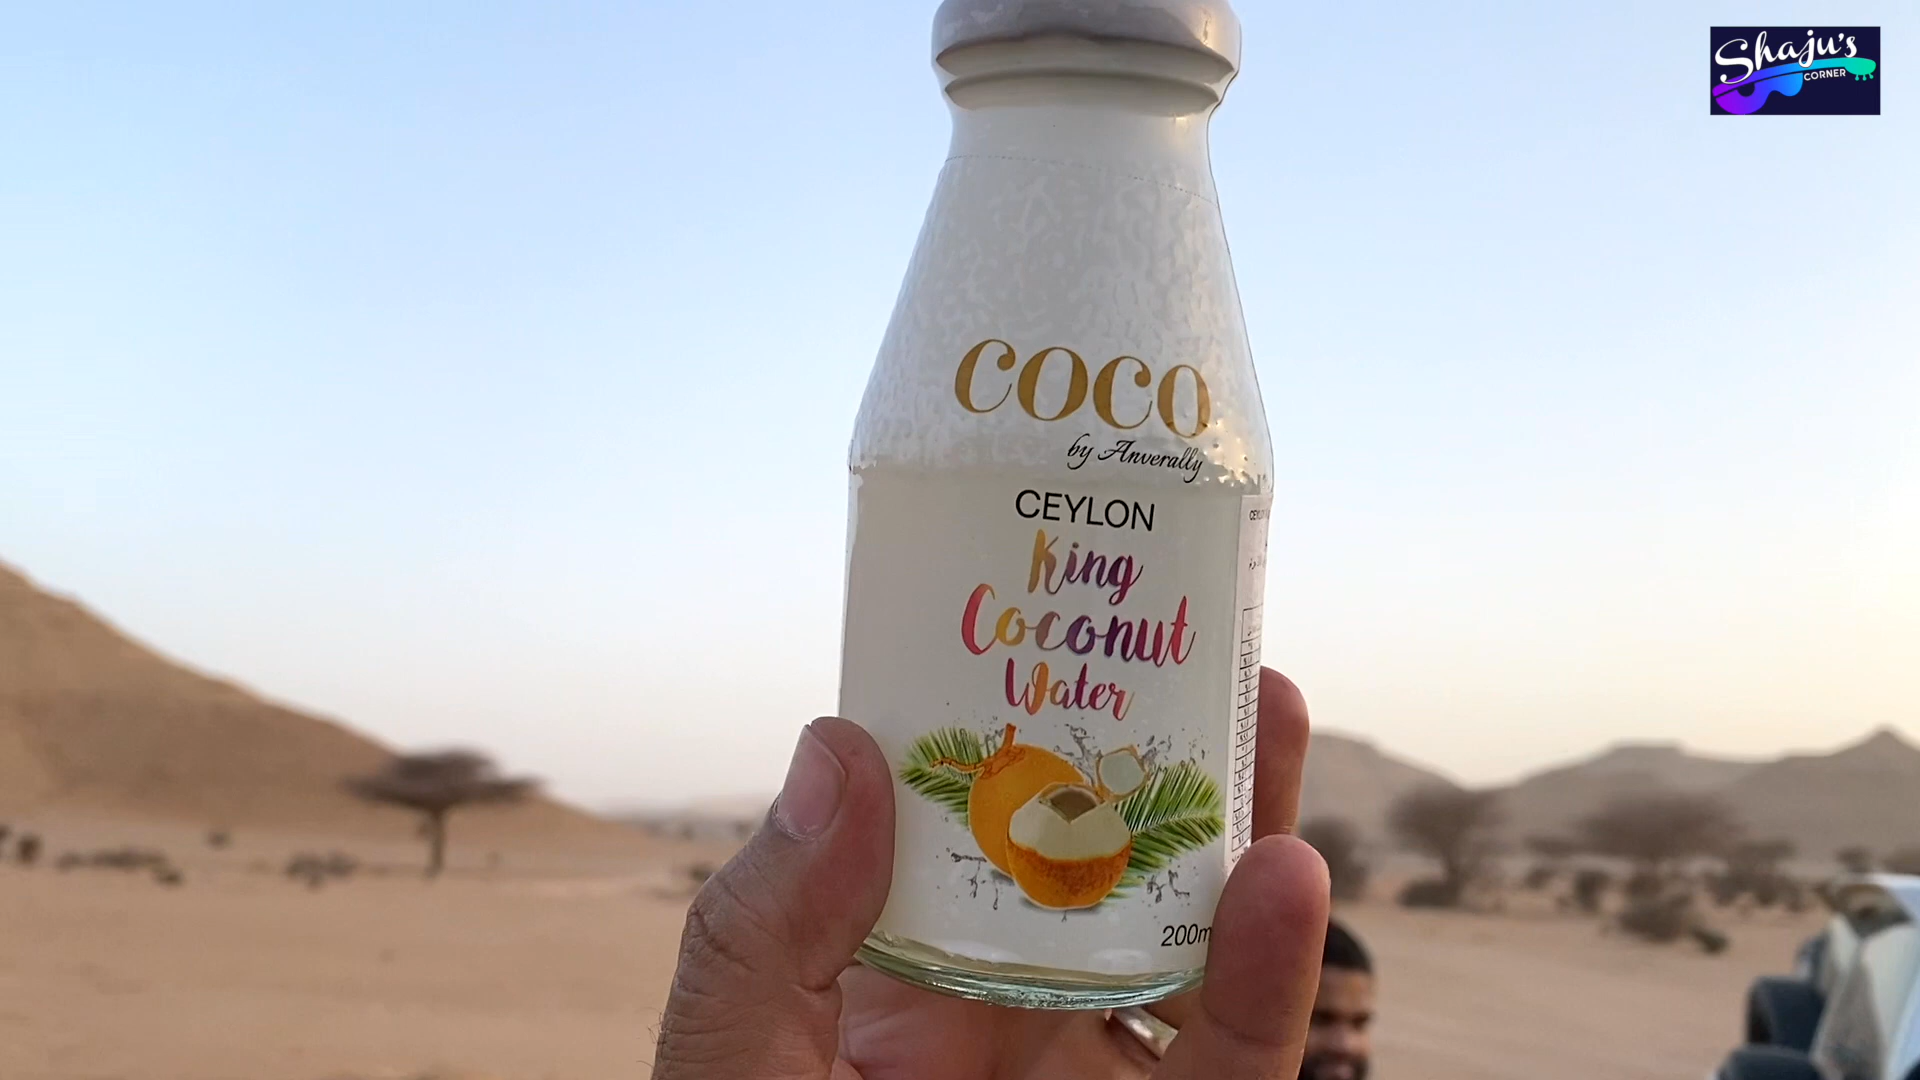 Shaju's
CORNER
COCO
by Anverally
CEYLON
King
Coconut
Water
200m